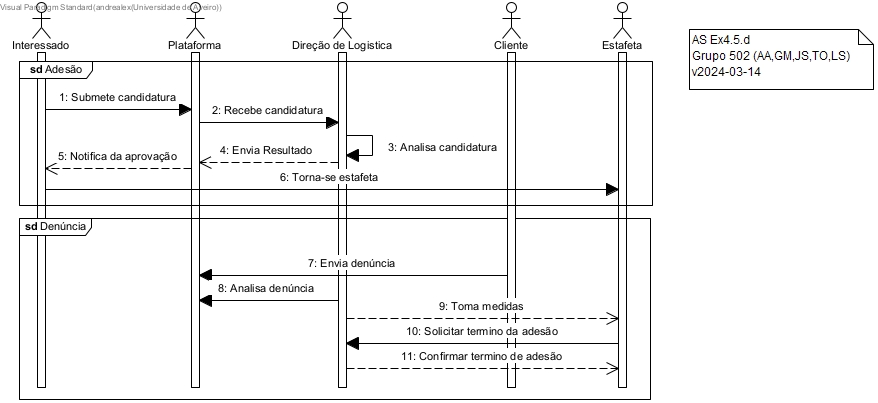 Visual Paradigm Standard(andrealex(Universidade de Aveiro))
Interessado
Plataforma
Direção de Logistica
Cliente
Estafeta
AS Ex4.5.d
Grupo 502 (AA,GM,JS,TO,LS)
v2024-03-14
sd Adesão
1: Submete candidatura
2: Recebe candidatura
3: Analisa candidatura
4: Envia Resultado
5: Notifica da aprovação
6: Torna-se estafeta
sd Denúncia
7: Envia denúncia
8: Analisa denúncia
9: Toma medidas
10: Solicitar termino da adesão
11: Confirmar termino de adesão